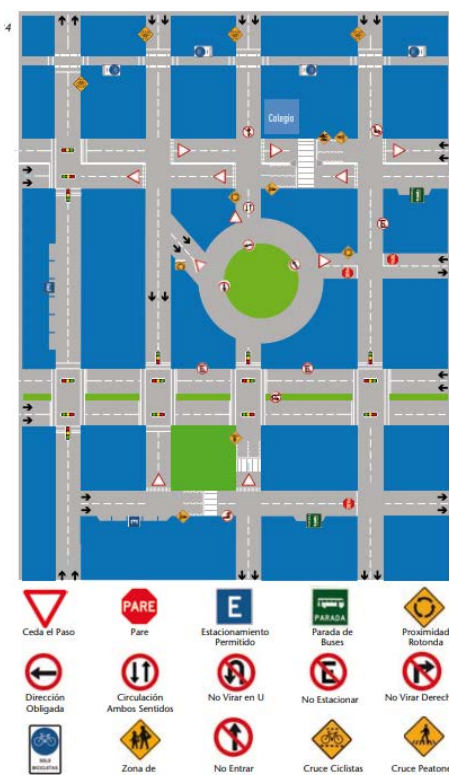 4
Colegio
PARE
E
PARADA
Ceda el Paso
Pare
Estacionamiento
Permitido
Parada de
Buses
Proximidad
Rotonda
E
Dirección
Obligada
Circulación
Ambos Sentidos
No Virar en U
No Estacionar
No Virar Derech
SOLO
BICICLETAS
Zona de
No Entrar
Cruce Ciclistas
Cruce Peatone